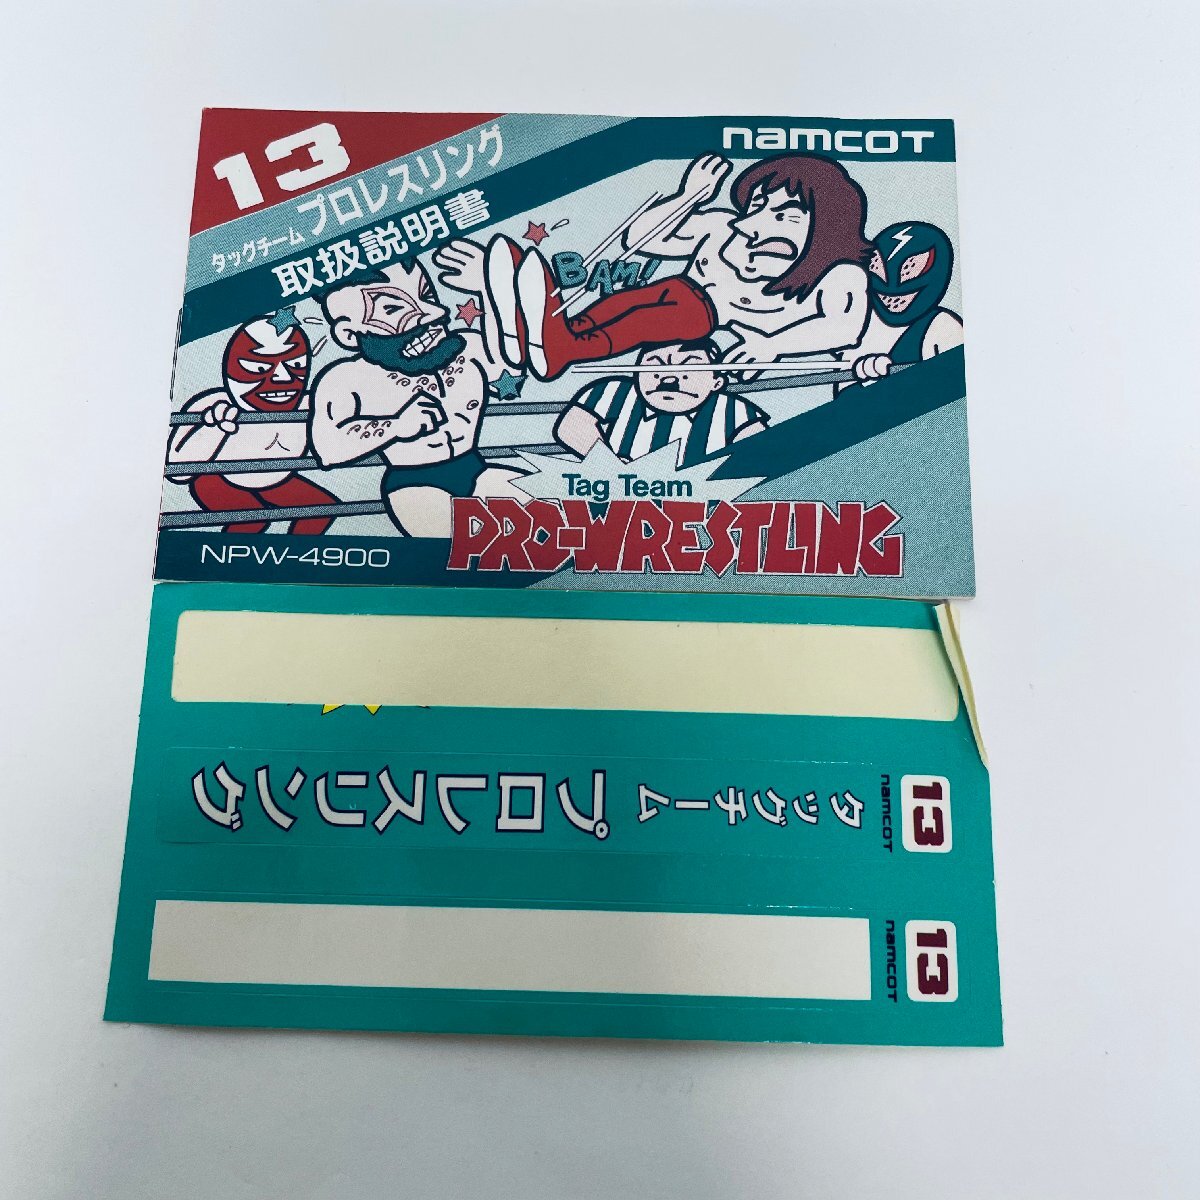 13
namcot
タッグチーム プロレスリング
取扱説明書
BAM!
Tag Team
PRO-WRESTLING
NPW-4900
タッグチーム プロレスリング
13
namcot
13
namcot